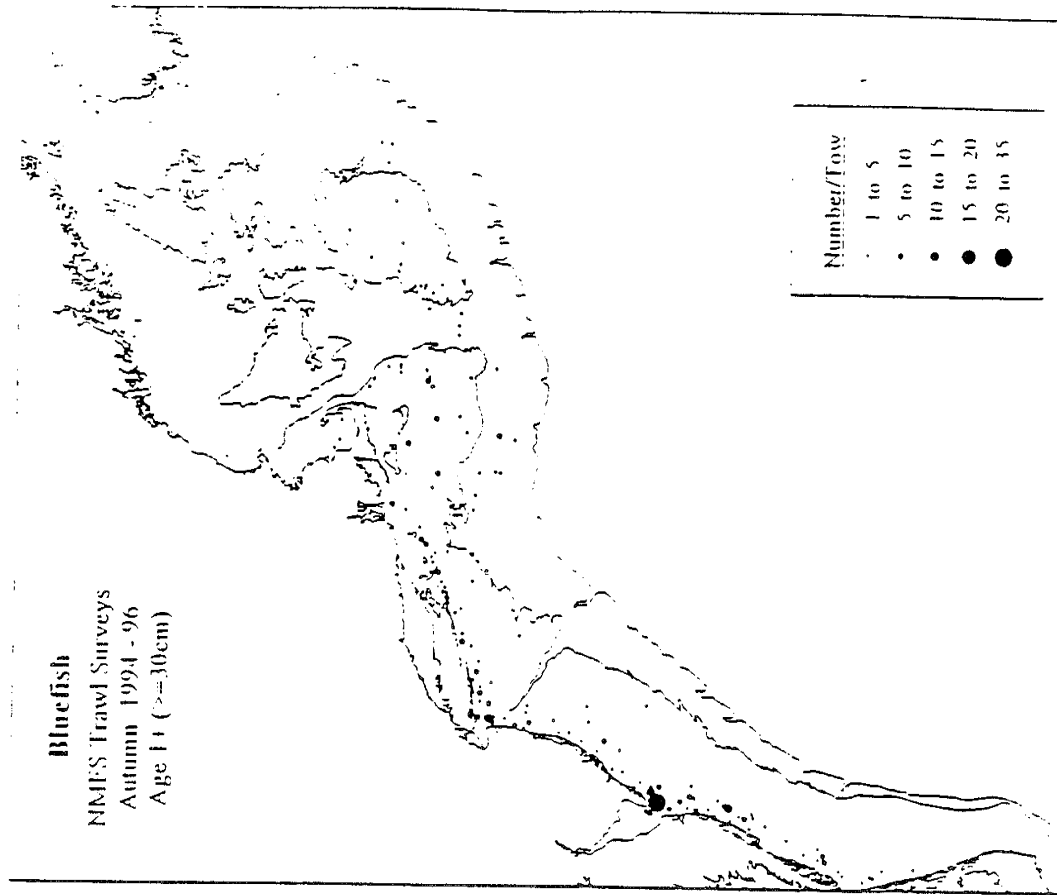 Bluefish
NMFS Trawl Surveys
Autumn 1994 - 96
Age 1+ (>=30cm)
Number/Tow
1 to 5
5 to 10
10 to 15
15 to 20
20 to 35